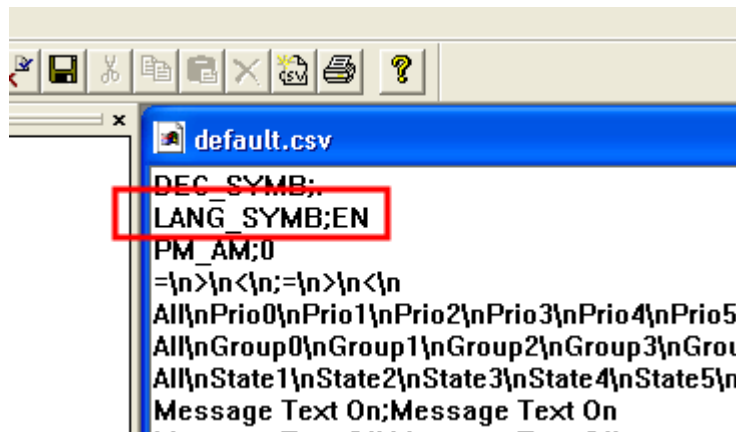 csv
?
x
default.csv
DEC_SYMB;.
LANG_SYMB;EN
PM_AM;0
=\n>\n<\n;=\n>\n<\n
All\nPrio0\nPrio1\nPrio2\nPrio3\nPrio4\nPrio5
All\nGroup0\nGroup1\nGroup2\nGroup3\nGrou
All\nState1\nState2\nState3\nState4\nState5\n
Message Text On;Message Text On